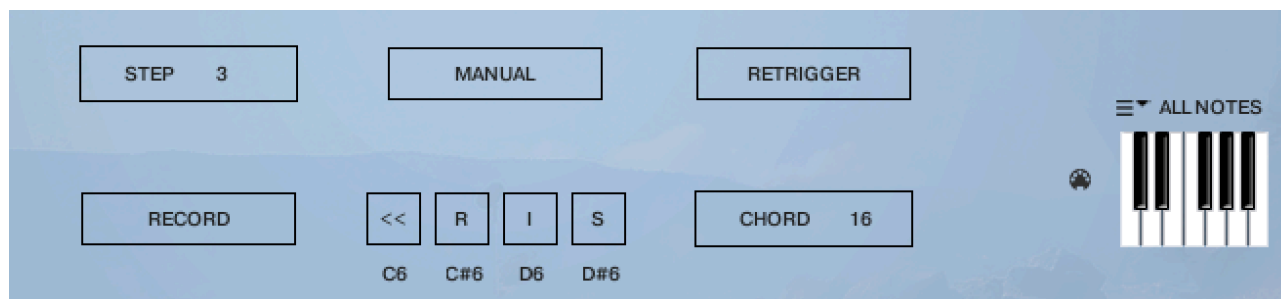 STEP 3 MANUAL RETRIGGER
ALL NOTES
RECORD << R I S CHORD 16
C6 C#6 D6 D#6